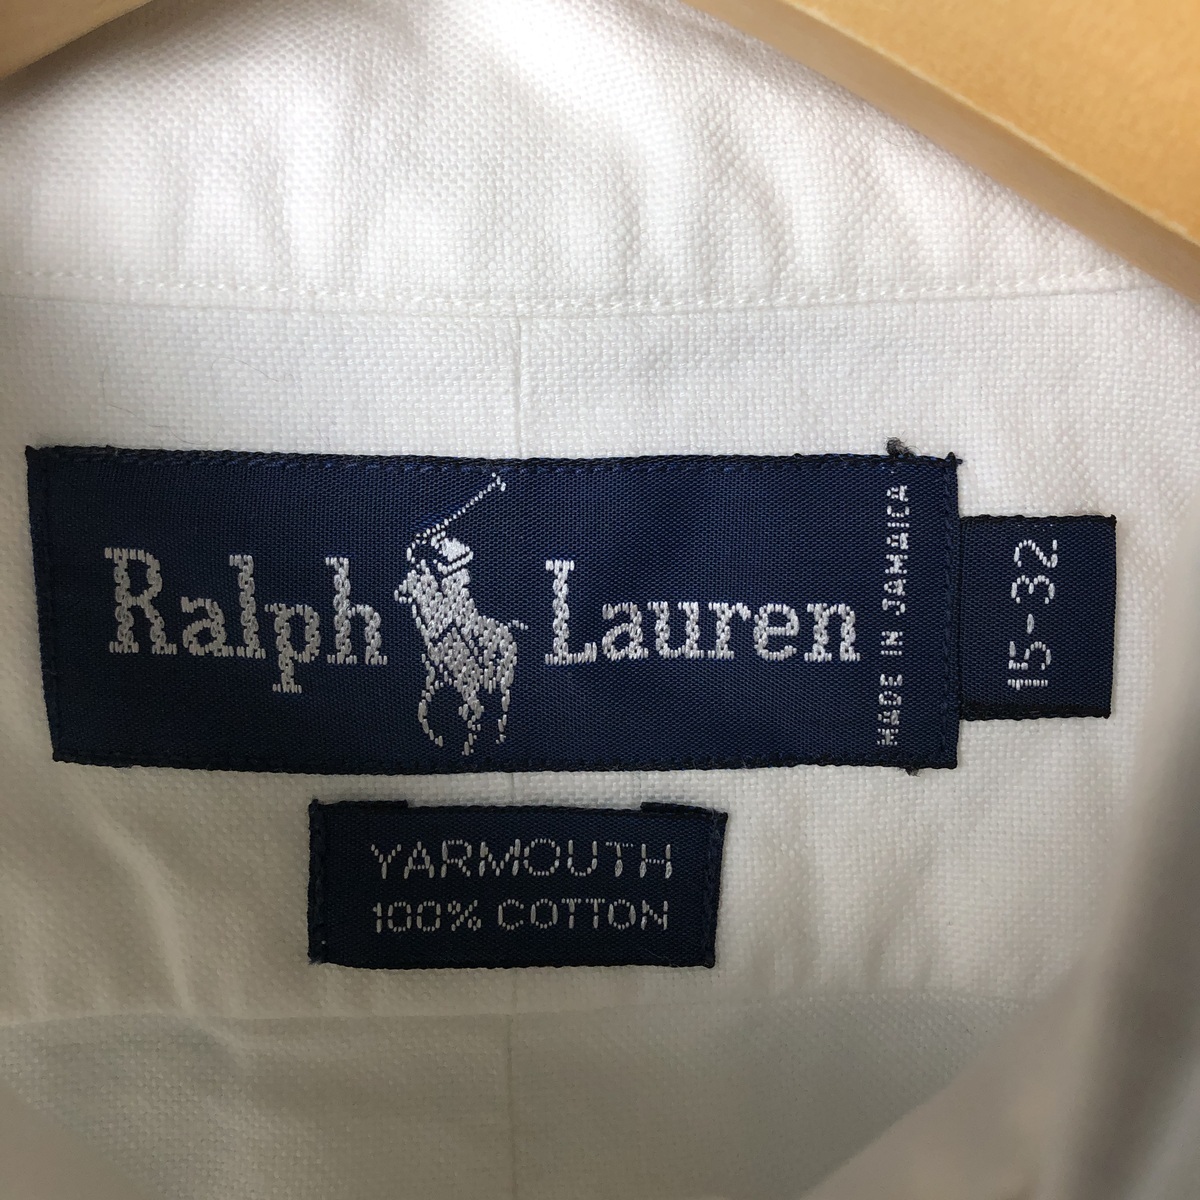 Ralph Lauren
MADE IN JAMAICA
15-32
YARMOUTH
100% COTTON